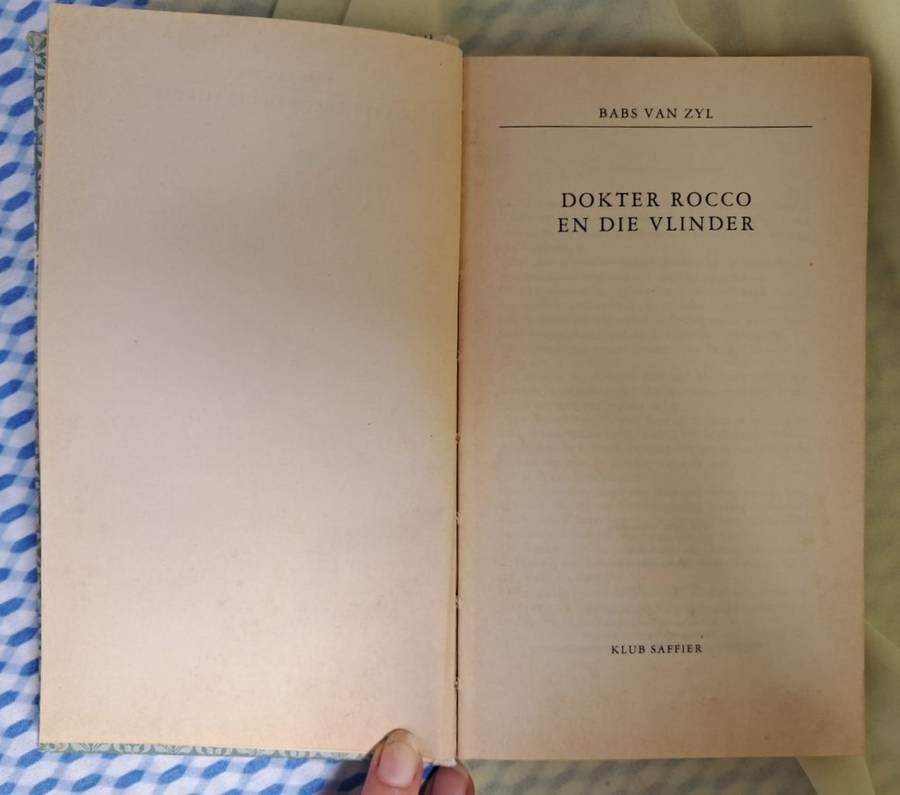 BABS VAN ZYL
DOKTER ROCCO
EN DIE VLINDER
KLUB SAFFIER